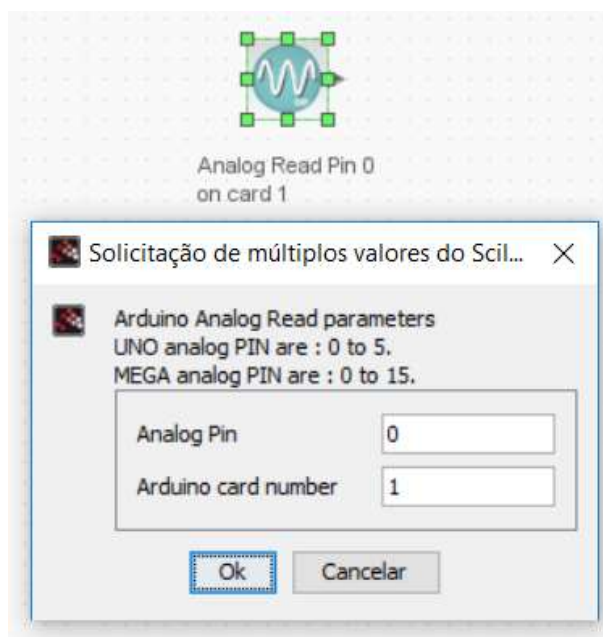 Analog Read Pin 0
on card 1
Solicitação de múltiplos valores do Scil...
Arduino Analog Read parameters
UNO analog PIN are : 0 to 5.
MEGA analog PIN are : 0 to 15.
Analog Pin 0
Arduino card number 1
Ok Cancelar